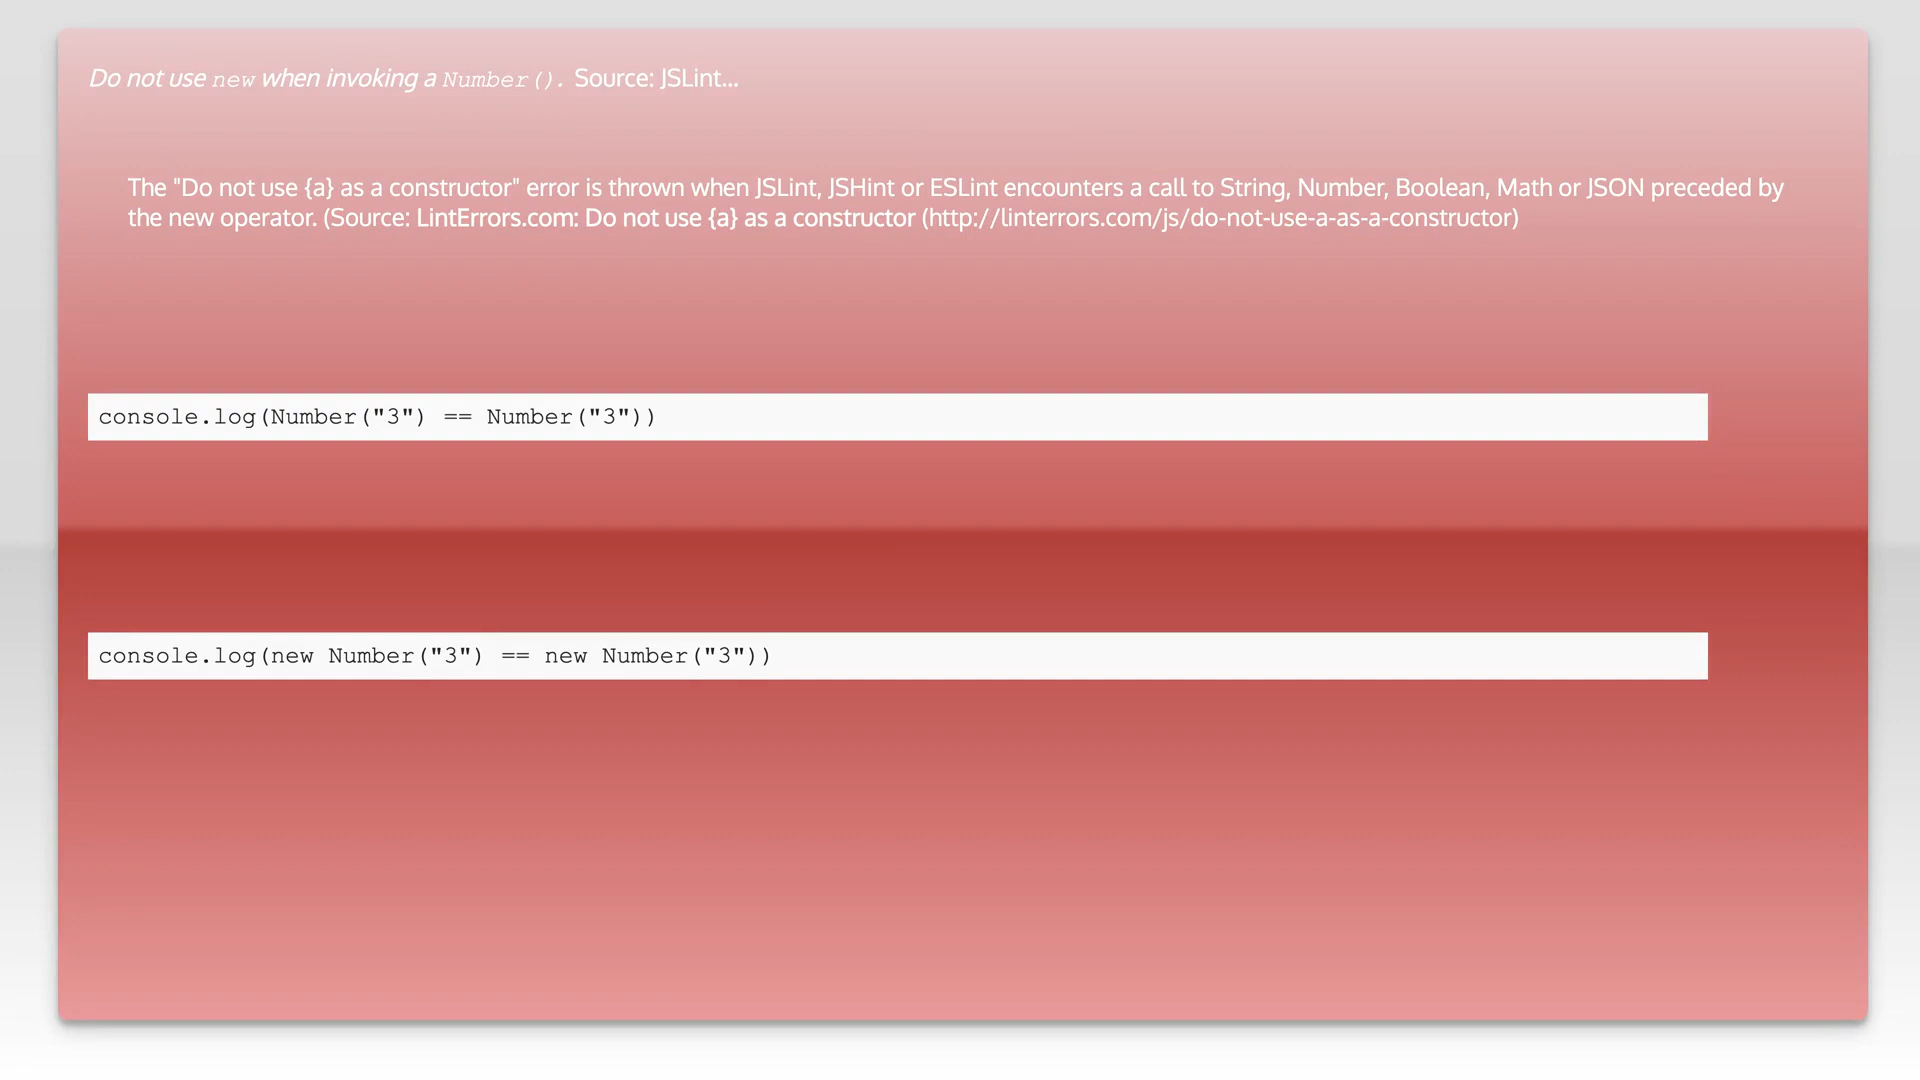 Do not use new when invoking a Number(). Source: JSLint...
The "Do not use {a} as a constructor" error is thrown when JSLint, JSHint or ESLint encounters a call to String, Number, Boolean, Math or JSON preceded by
the new operator. (Source: LintErrors.com: Do not use {a} as a constructor (http://linterrors.com/js/do-not-use-a-as-a-constructor)
console.log(Number("3") == Number("3"))
console.log(new Number("3") == new Number("3"))